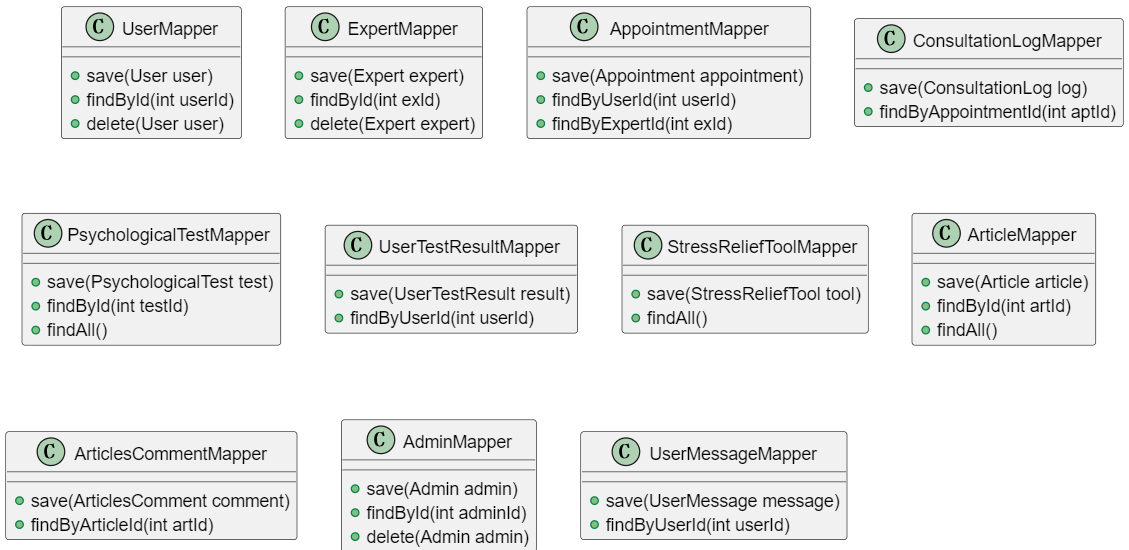 C UserMapper
save(User user)
findById(int userId)
delete(User user)
C ExpertMapper
save(Expert expert)
findById(int exId)
delete(Expert expert)
C AppointmentMapper
save(Appointment appointment)
findByUserId(int userId)
findByExpertId(int exId)
C ConsultationLogMapper
save(ConsultationLog log)
findByAppointmentId(int aptId)
C PsychologicalTestMapper
save(PsychologicalTest test)
findById(int testId)
findAll()
C UserTestResultMapper
save(UserTestResult result)
findByUserId(int userId)
C StressReliefToolMapper
save(StressReliefTool tool)
findAll()
C ArticleMapper
save(Article article)
findById(int artId)
findAll()
C ArticlesCommentMapper
save(ArticlesComment comment)
findByArticleId(int artId)
C AdminMapper
save(Admin admin)
findById(int adminId)
delete(Admin admin)
C UserMessageMapper
save(UserMessage message)
findByUserId(int userId)